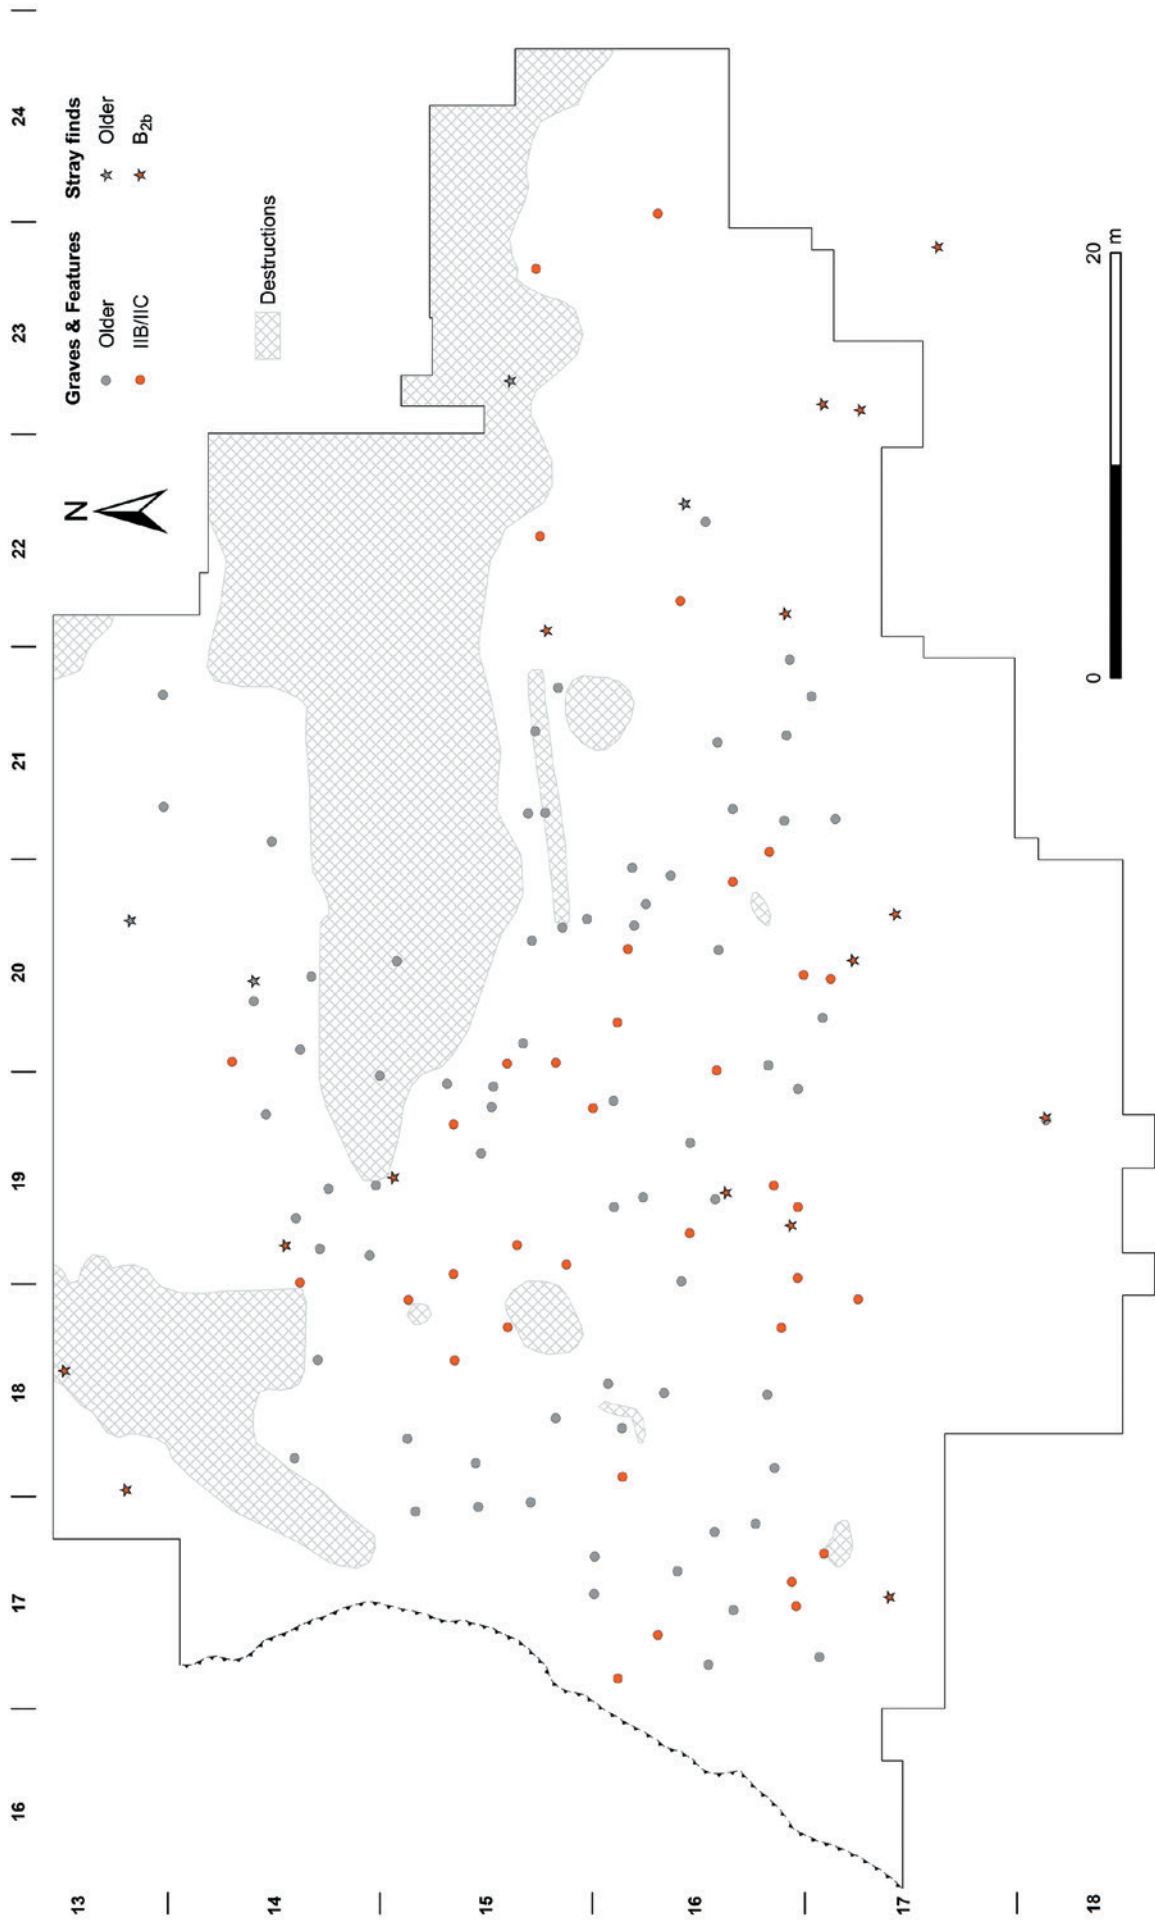 16 17 18 19 20 21 22 23 24
13
14
15
16
17
18
N
Graves & Features Stray finds
Older Older
IIB/IIC B2b
Destructions
0 20 m